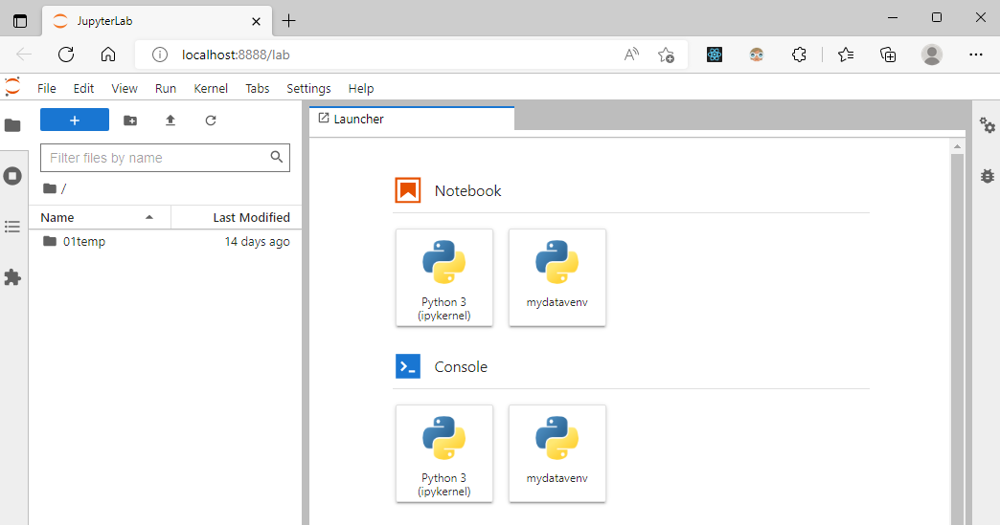 JupyterLab
localhost:8888/lab
File Edit View Run Kernel Tabs Settings Help
Launcher
Filter files by name
/
Name Last Modified
01temp 14 days ago
Notebook
Python 3
(ipykernel)
mydatavenv
Console
Python 3
(ipykernel)
mydatavenv